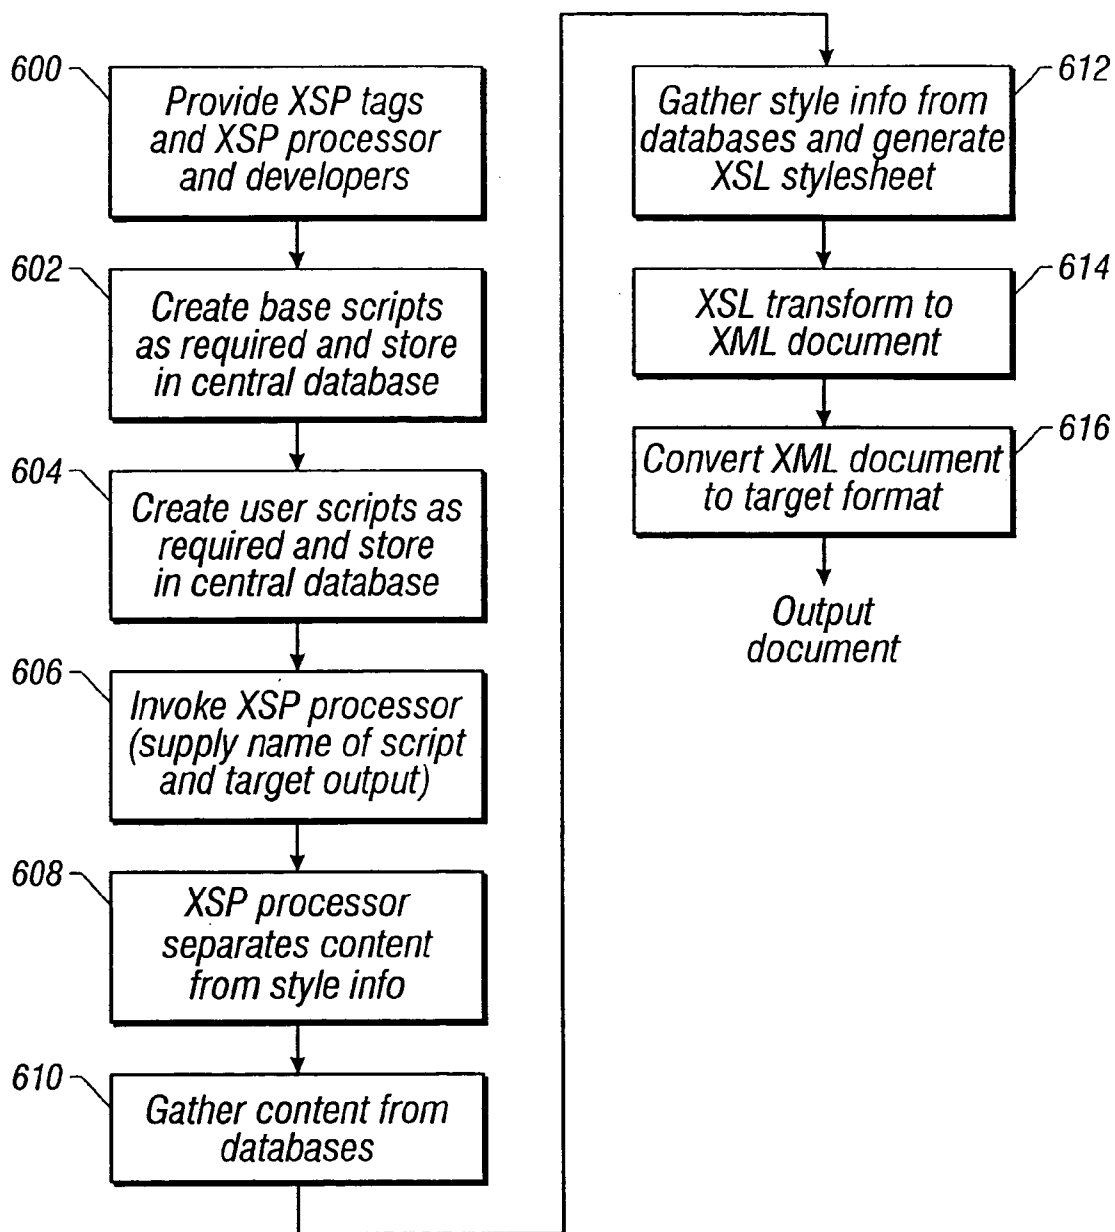 600
Provide XSP tags
and XSP processor
and developers
602
Create base scripts
as required and store
in central database
604
Create user scripts as
required and store
in central database
606
Invoke XSP processor
(supply name of script
and target output)
608
XSP processor
separates content
from style info
610
Gather content from
databases
612
Gather style info from
databases and generate
XSL stylesheet
614
XSL transform to
XML document
616
Convert XML document
to target format
Output
document